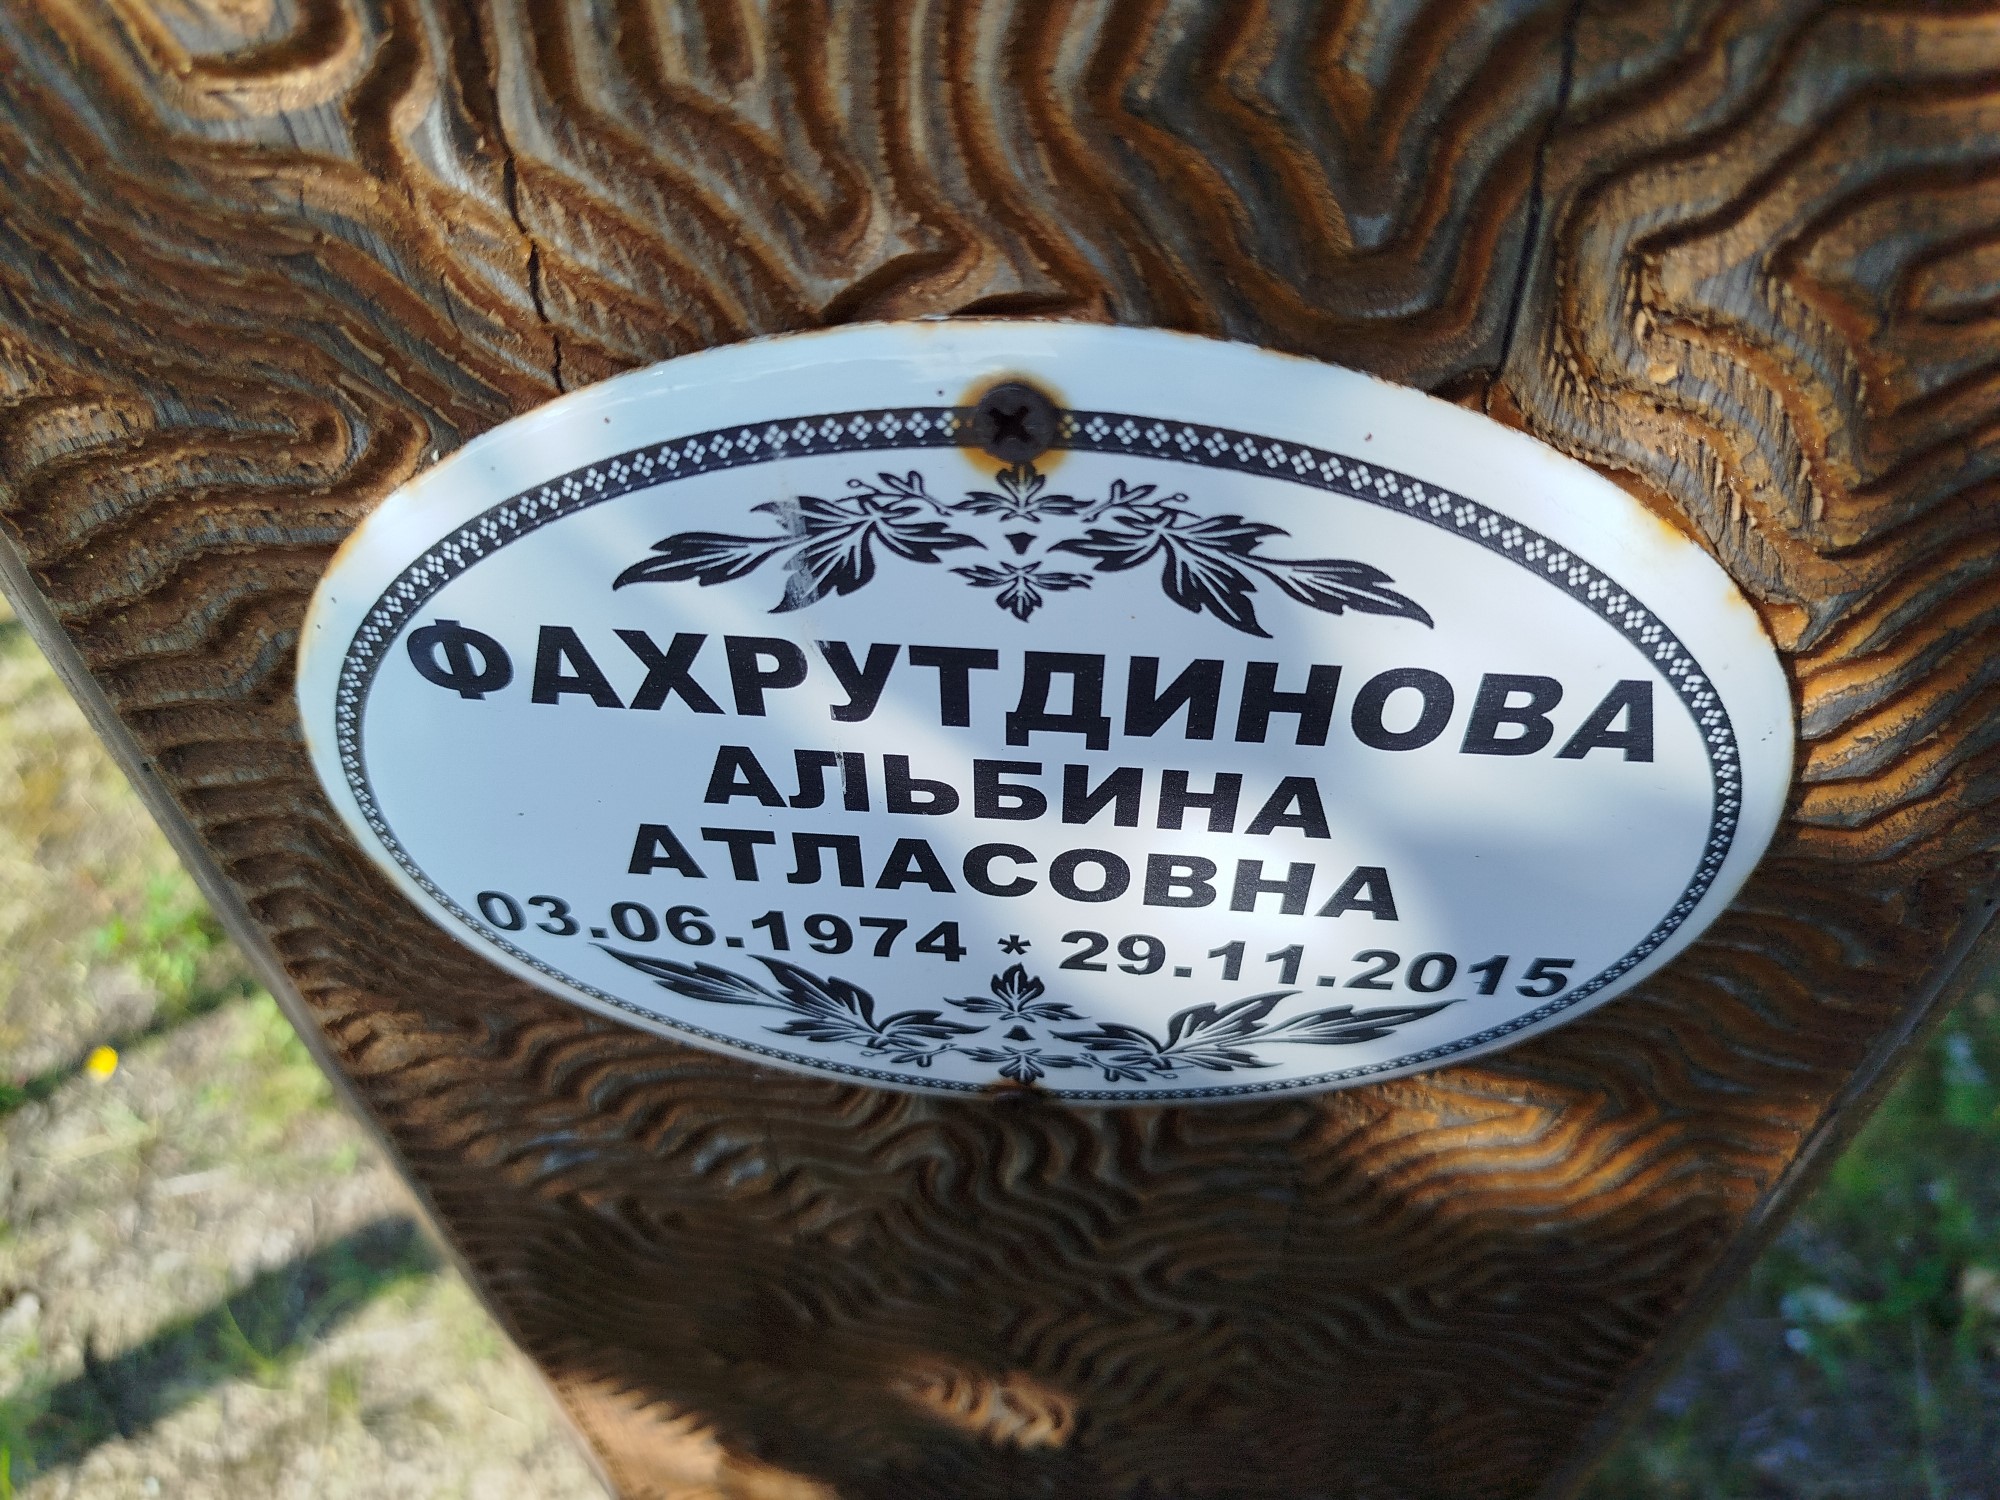 ФАХРУТДИНОВА
АЛЬБИНА
АТЛАСОВНА
03.06.1974 * 29.11.2015